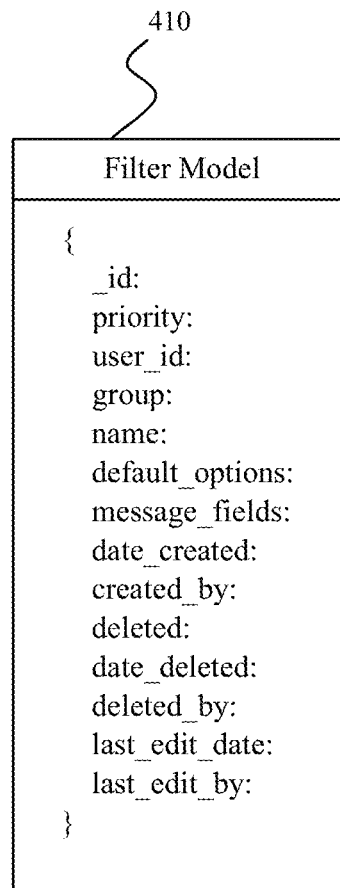 410
Filter Model
{
_id:
priority:
user_id:
group:
name:
default_options:
message_fields:
date_created:
created_by:
deleted:
date_deleted:
deleted_by:
last_edit_date:
last_edit_by:
}